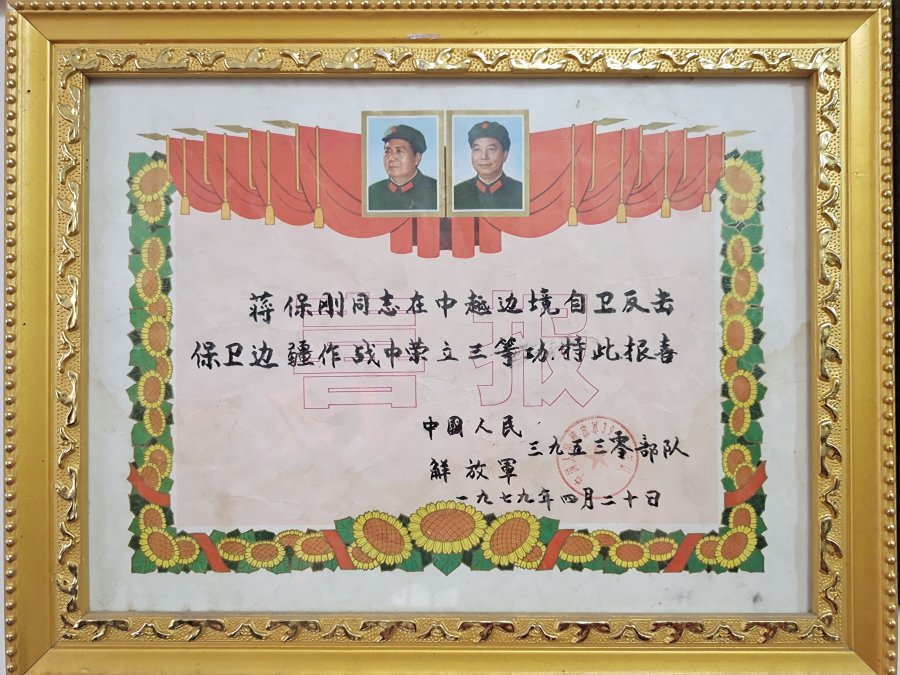 喜报
蒋保刚同志在中越边境自卫反击
保卫边疆作战中荣立三等功.特此报喜
中國人民
解放軍
三九五三零部队
一九七九年四月二十日